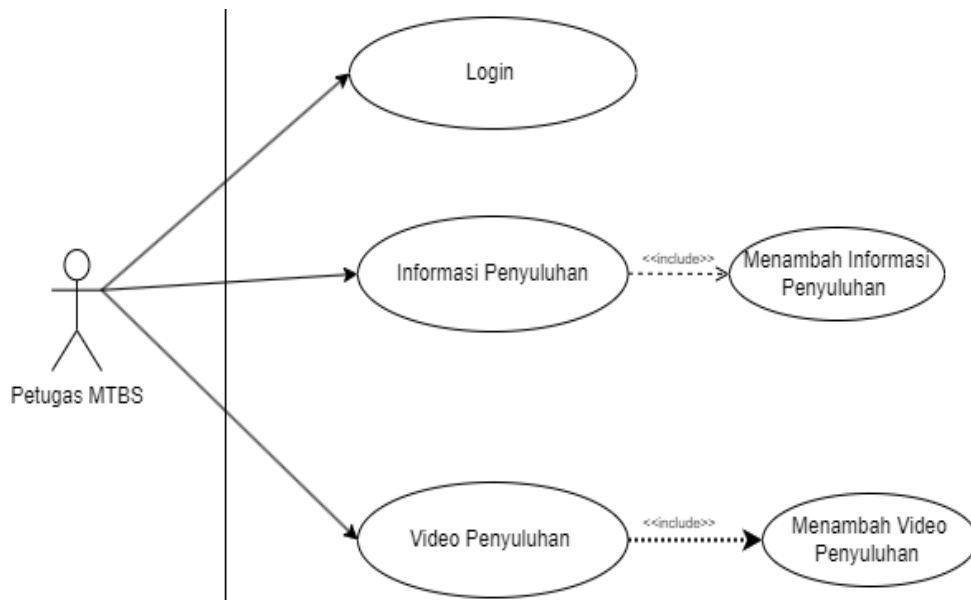 Login
Informasi Penyuluhan
<<include>>
Menambah Informasi
Penyuluhan
Petugas MTBS
Video Penyuluhan
<<include>>
Menambah Video
Penyuluhan